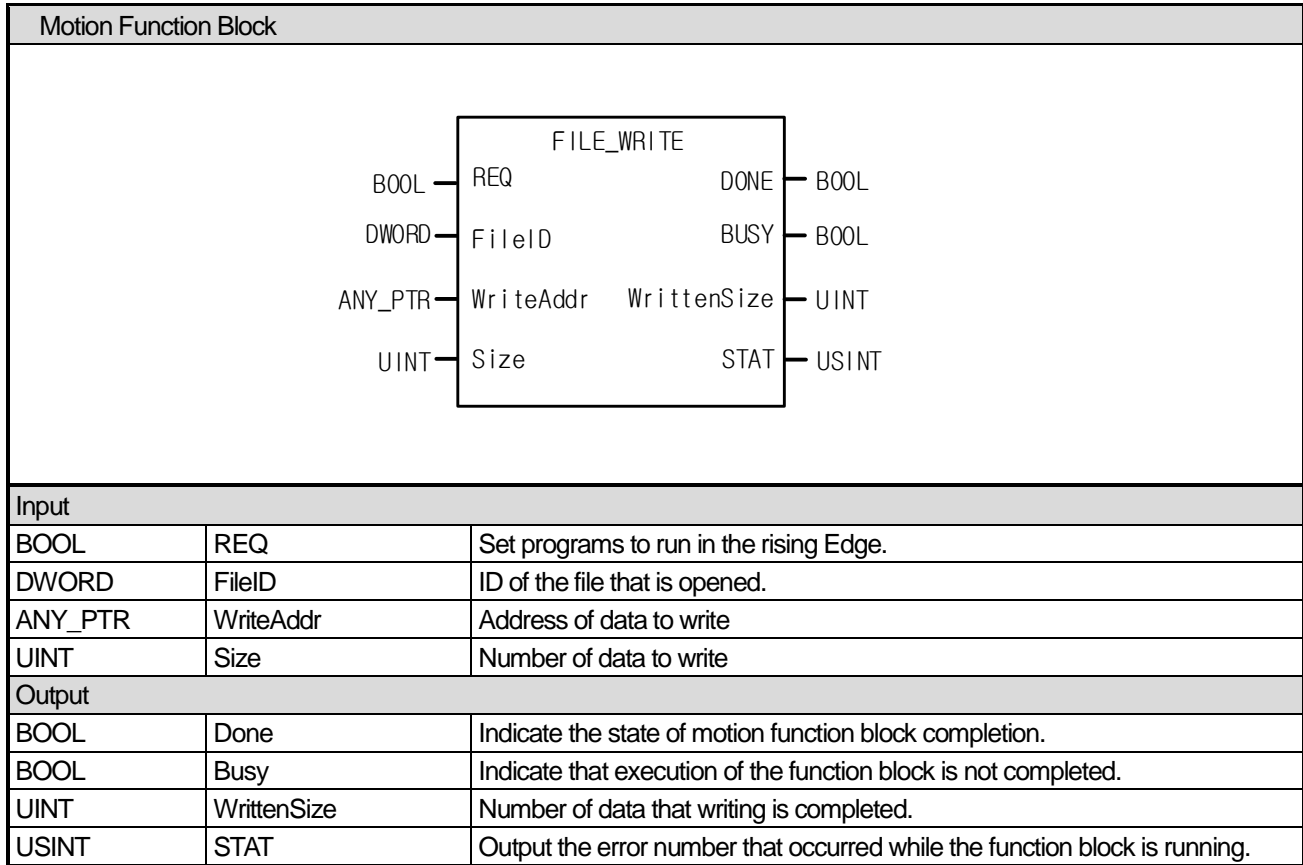 Motion Function Block
FILE_WRITE
BOOL REQ DONE BOOL
DWORD FileID BUSY BOOL
ANY_PTR WriteAddr WrittenSize UINT
UINT Size STAT USINT
Input
BOOL REQ Set programs to run in the rising Edge.
DWORD FileID ID of the file that is opened.
ANY_PTR WriteAddr Address of data to write
UINT Size Number of data to write
Output
BOOL Done Indicate the state of motion function block completion.
BOOL Busy Indicate that execution of the function block is not completed.
UINT WrittenSize Number of data that writing is completed.
USINT STAT Output the error number that occurred while the function block is running.